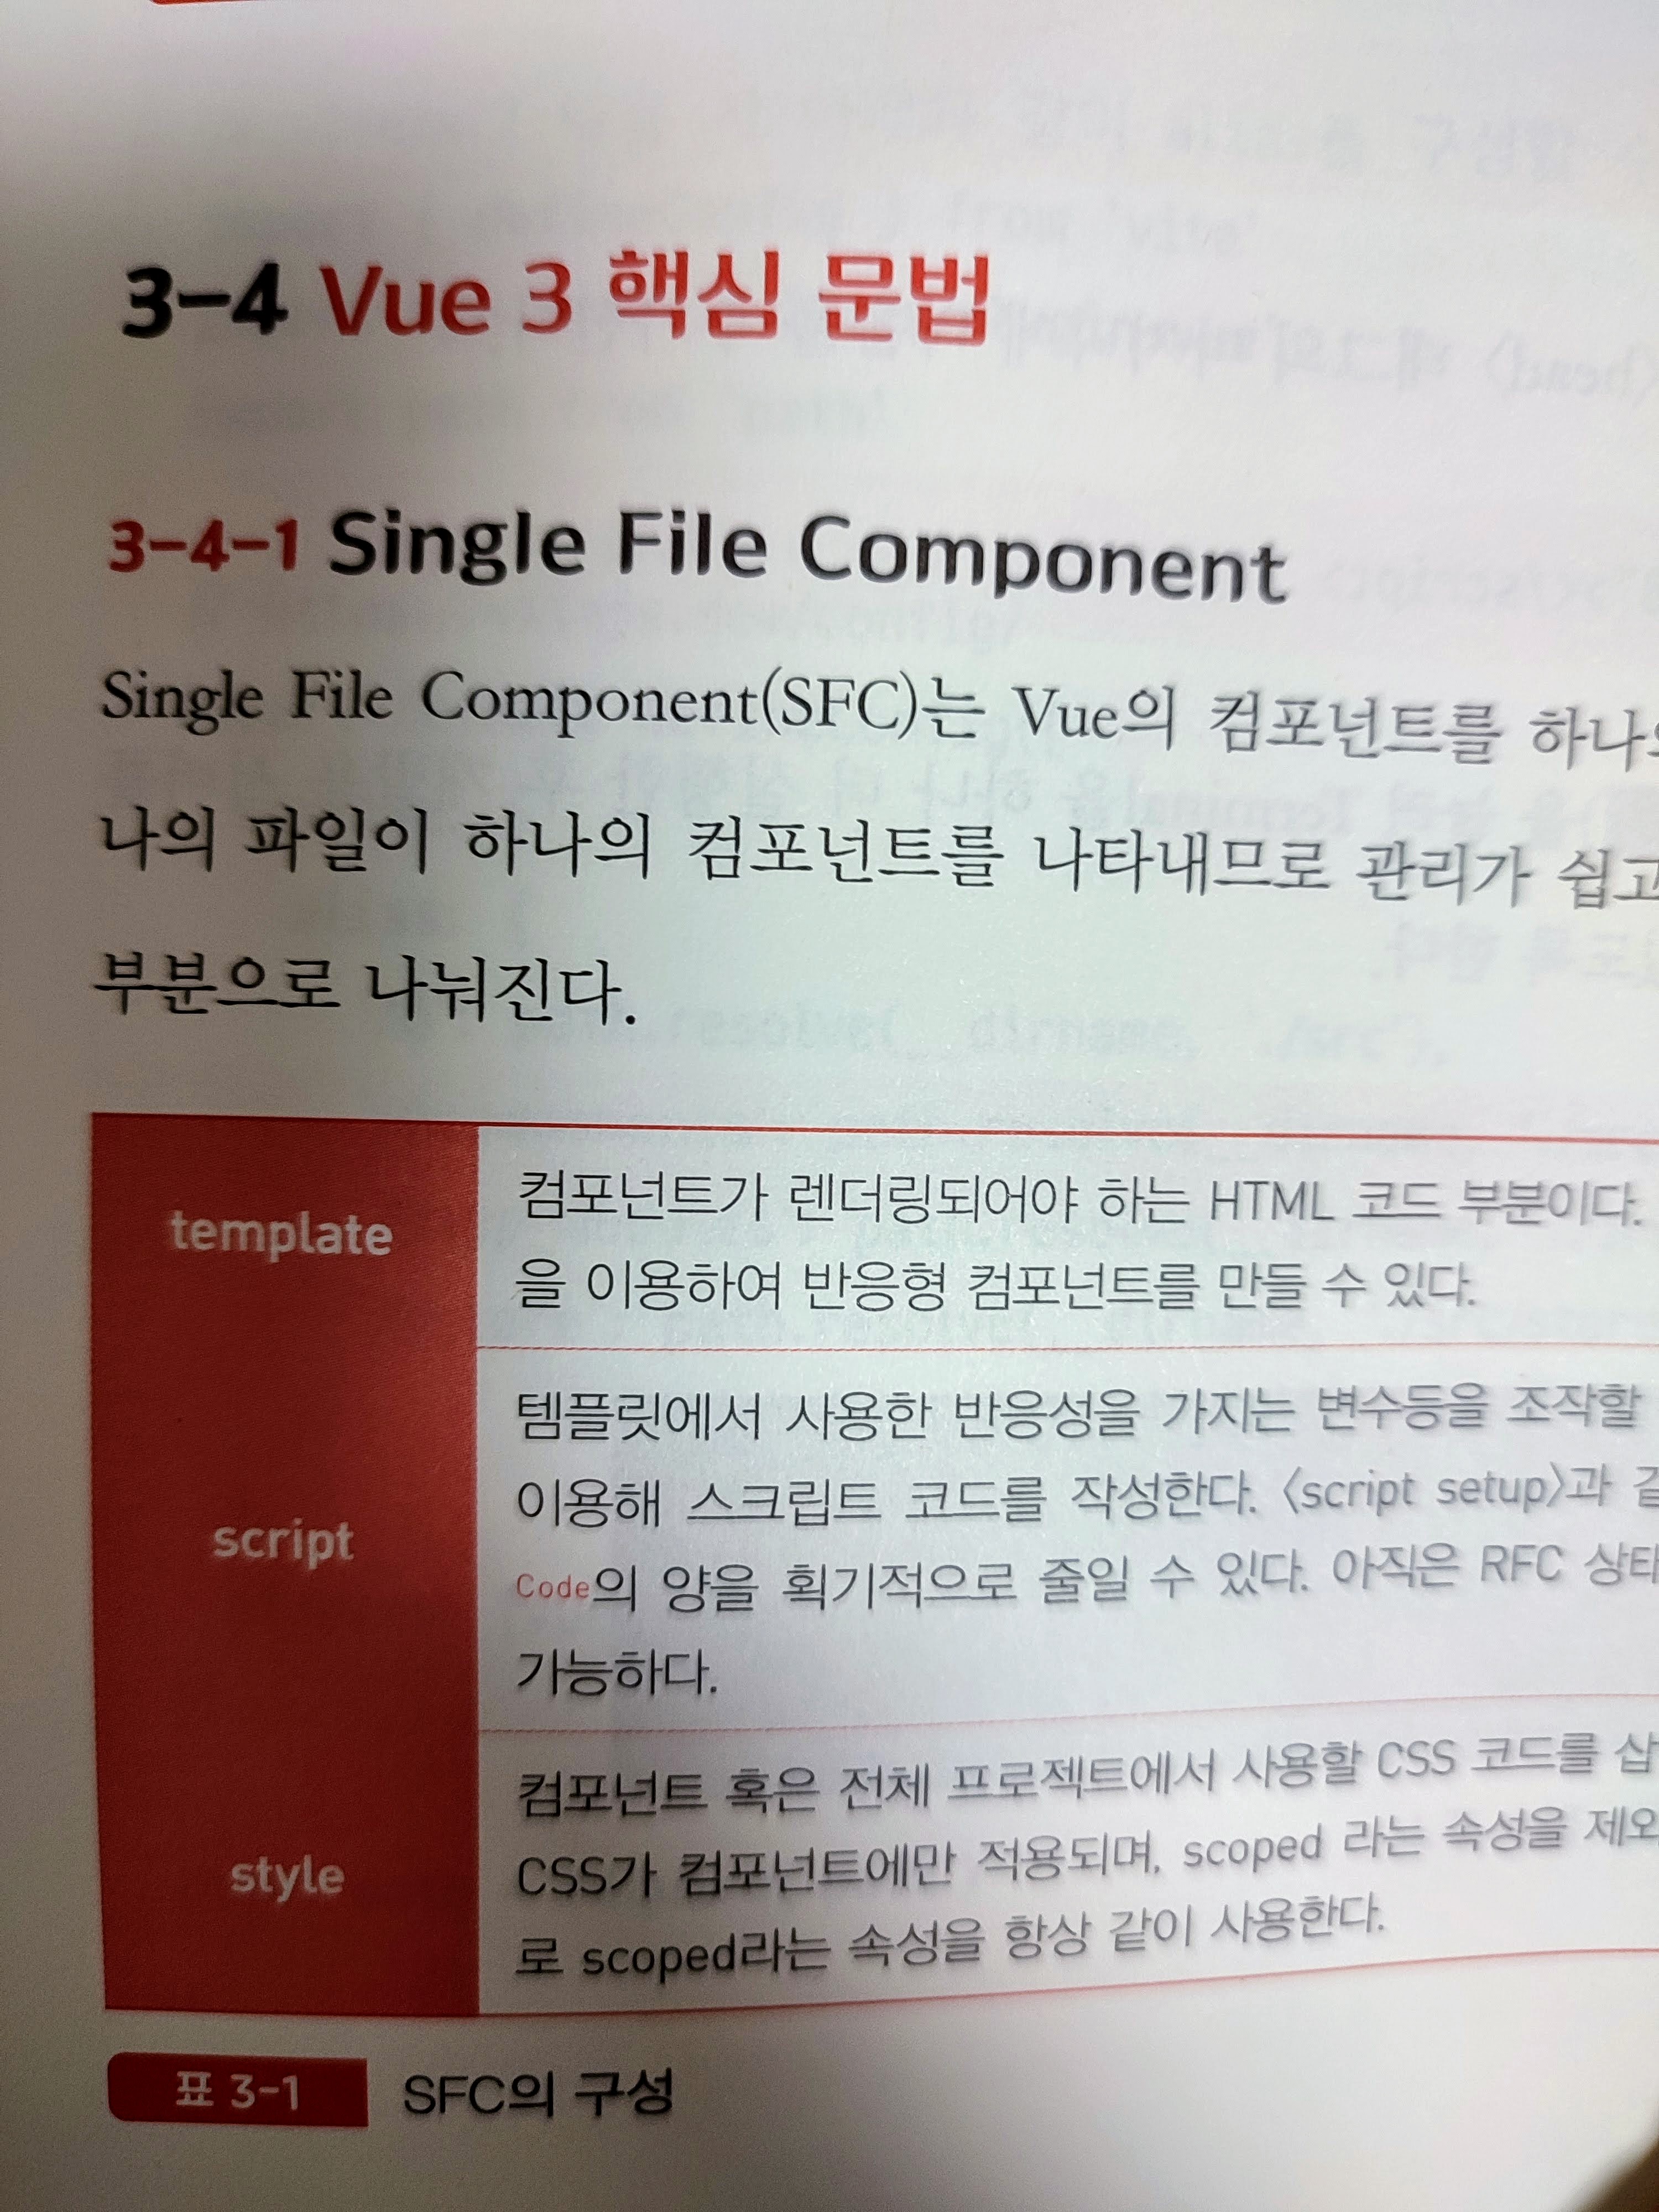 3-4 Vue 3 핵심 문법
3-4-1 Single File Component
Single File Component(SFC)는 Vue의 컴포넌트를
나의 파일이 하나의 컴포넌트를 나타내므로 관리가 쉽고
부분으로 나눠진다.
template
컴포넌트가 렌더링되어야 하는 HTML 코드 부분이다.
을 이용하여 반응형 컴포넌트를 만들 수 있다.
script
템플릿에서 사용한 반응성을 가지는 변수등을 조작할
이용해 스크립트 코드를 작성한다. 〈script setup〉과
Code의 양을 획기적으로 줄일 수 있다. 아직은 RFC 상태
가능하다.
style
컴포넌트 혹은 전체 프로젝트에서 사용할 CSS 코드를 삽
CSS가 컴포넌트에만 적용되며, scoped 라는 속성을 제외
로 scoped라는 속성을 항상 같이 사용한다.
표 3-1 SFC의 구성